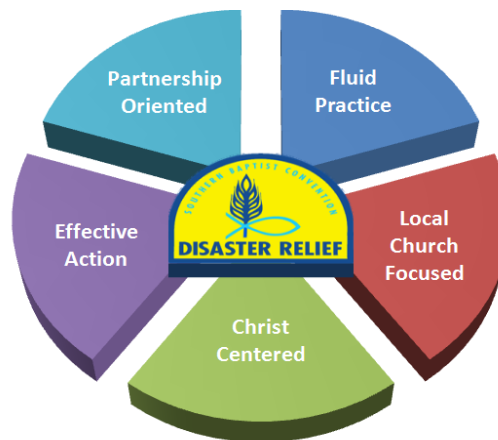 Partnership
Oriented
Fluid
Practice
SOUTHERN BAPTIST CONVENTION
DISASTER RELIEF
Effective
Action
Local
Church
Focused
Christ
Centered